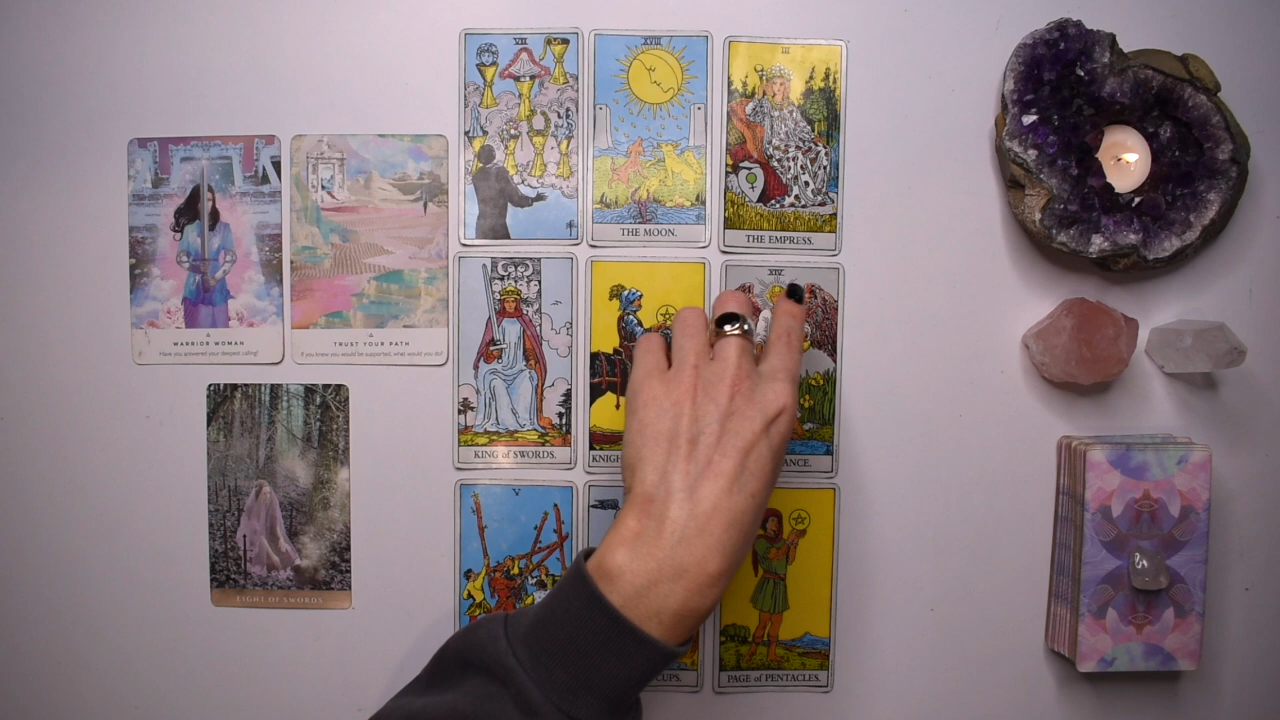 VII
XVIII
III
THE MOON.
THE EMPRESS.
WARRIOR WOMAN
Have you answered your deepest calling?
TRUST YOUR PATH
If you knew you would be supported, what would you do?
XIV
KING of SWORDS.
KNIGH
ANCE.
V
EIGHT OF SWORDS
CUPS.
PAGE of PENTACLES.